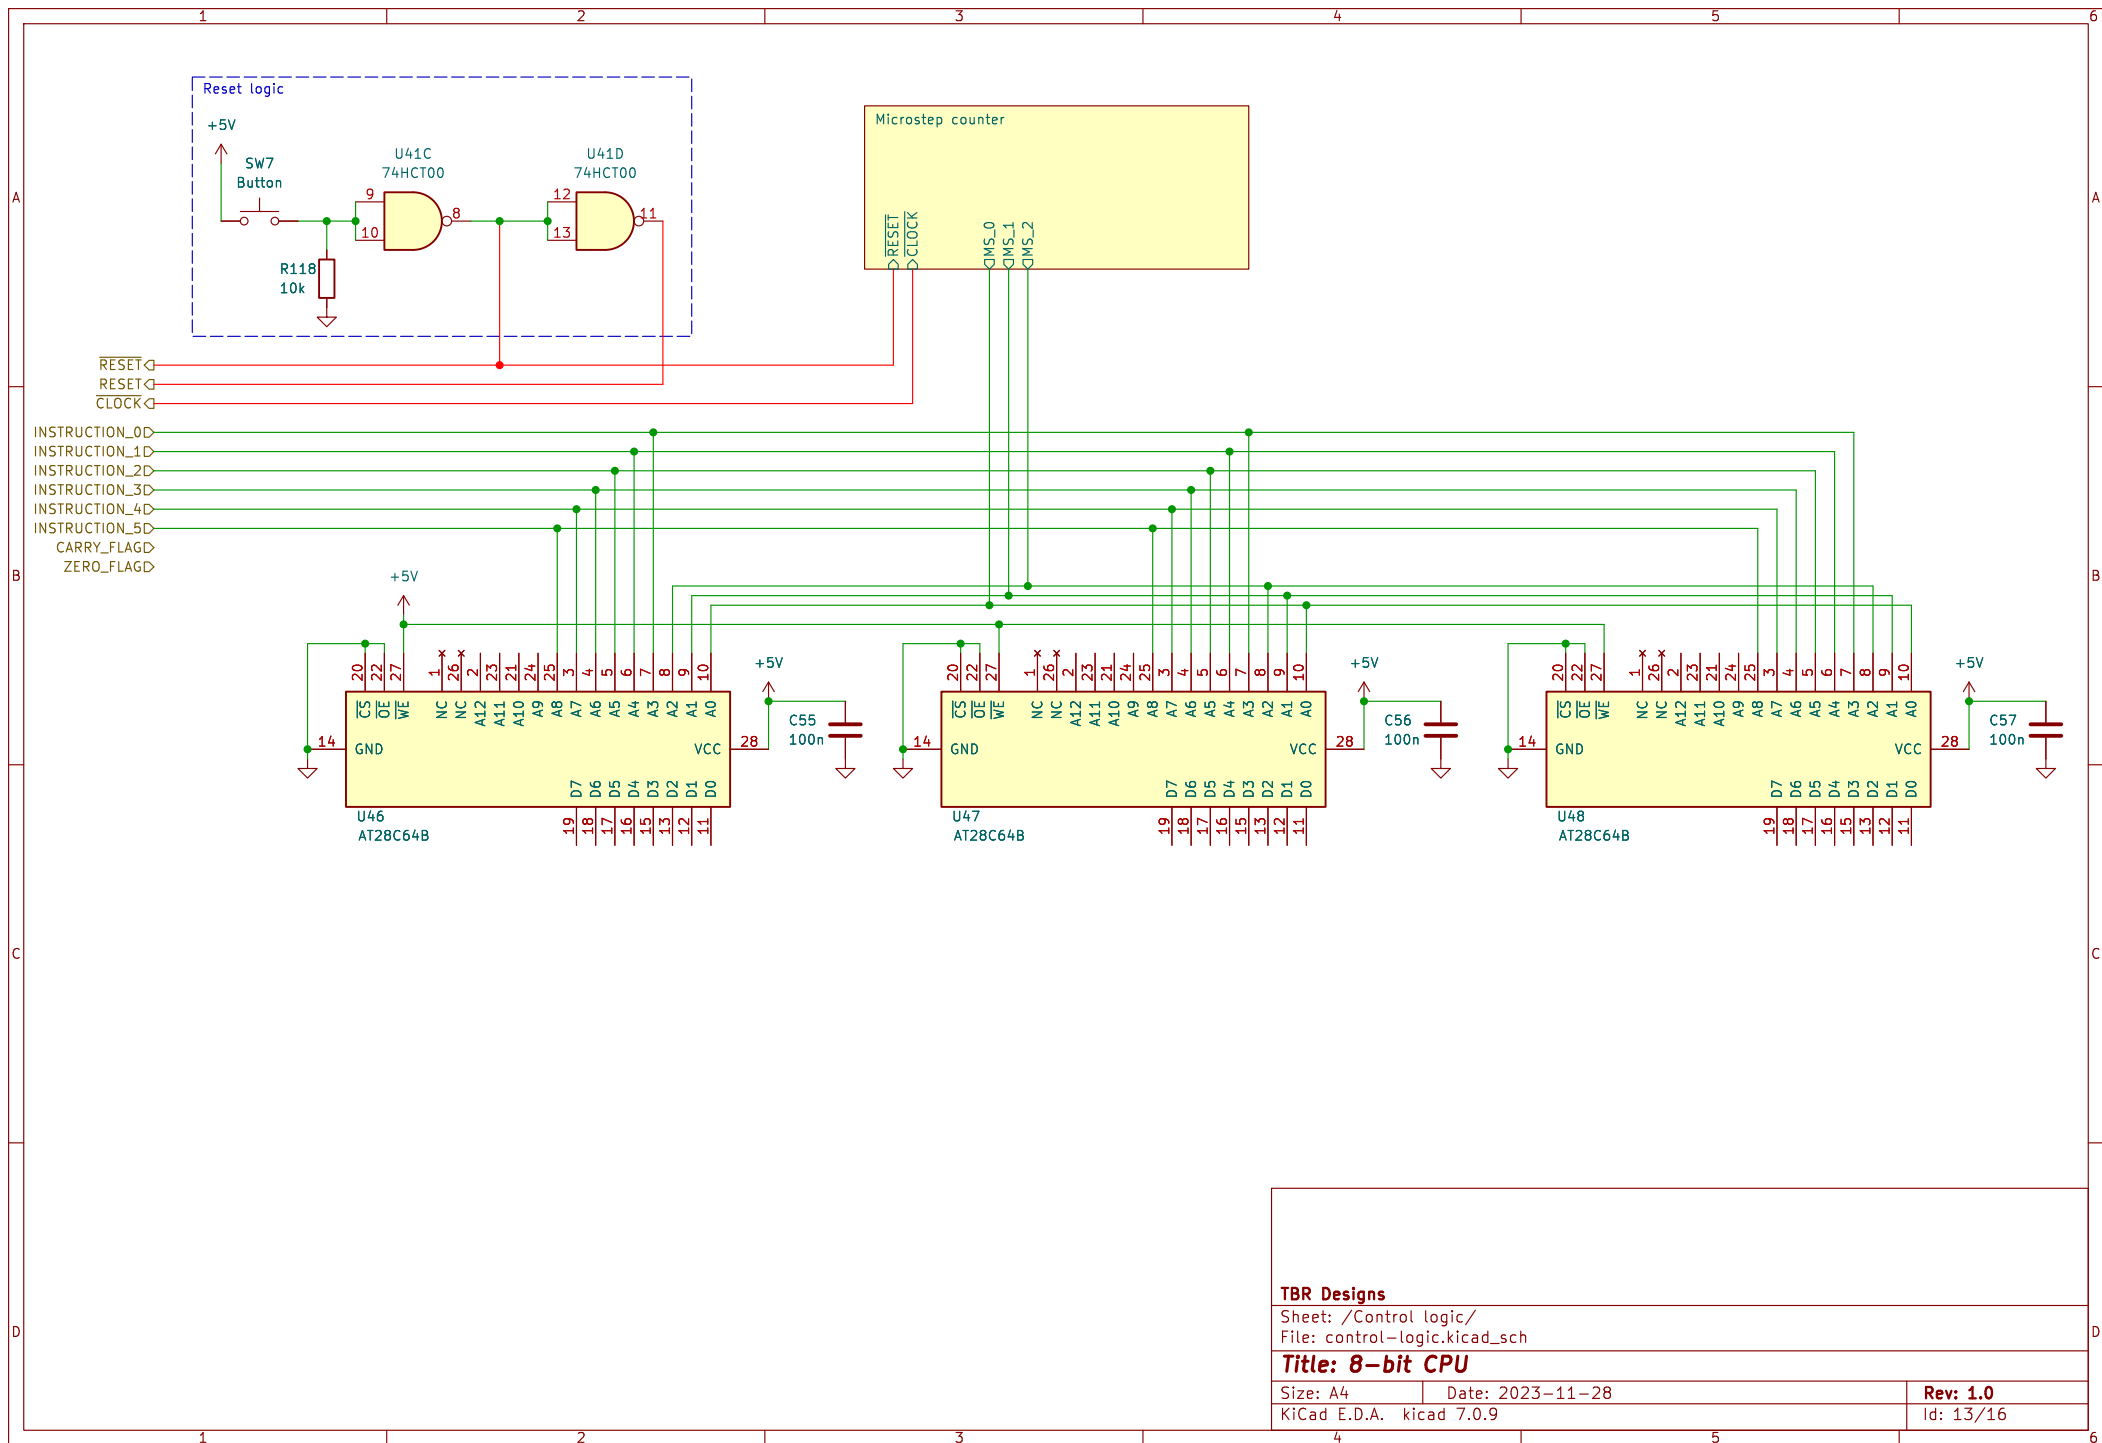 1 2 3 4 5 6
Reset logic
+5V
SW7
Button
R118
10k
U41C
74HCT00
9
10
8
U41D
74HCT00
12
13
11
Microstep counter
RESET
CLOCK
MS_0
MS_1
MS_2
A A
RESET
RESET
CLOCK
INSTRUCTION_0
INSTRUCTION_1
INSTRUCTION_2
INSTRUCTION_3
INSTRUCTION_4
INSTRUCTION_5
CARRY_FLAG
ZERO_FLAG
B B
+5V
20 22 27 1 26 2 23 21 24 25 3 4 5 6 7 8 9 10
CS OE WE NC NC A12 A11 A10 A9 A8 A7 A6 A5 A4 A3 A2 A1 A0
14 GND VCC 28
D7 D6 D5 D4 D3 D2 D1 D0
19 18 17 16 15 13 12 11
U46
AT28C64B
+5V
C55
100n
20 22 27 1 26 2 23 21 24 25 3 4 5 6 7 8 9 10
CS OE WE NC NC A12 A11 A10 A9 A8 A7 A6 A5 A4 A3 A2 A1 A0
14 GND VCC 28
D7 D6 D5 D4 D3 D2 D1 D0
19 18 17 16 15 13 12 11
U47
AT28C64B
+5V
C56
100n
20 22 27 1 26 2 23 21 24 25 3 4 5 6 7 8 9 10
CS OE WE NC NC A12 A11 A10 A9 A8 A7 A6 A5 A4 A3 A2 A1 A0
14 GND VCC 28
D7 D6 D5 D4 D3 D2 D1 D0
19 18 17 16 15 13 12 11
U48
AT28C64B
+5V
C57
100n
C C
D D
TBR Designs
Sheet: /Control logic/
File: control-logic.kicad_sch
Title: 8-bit CPU
Size: A4 Date: 2023-11-28 Rev: 1.0
KiCad E.D.A. kicad 7.0.9 Id: 13/16
1 2 3 4 5 6